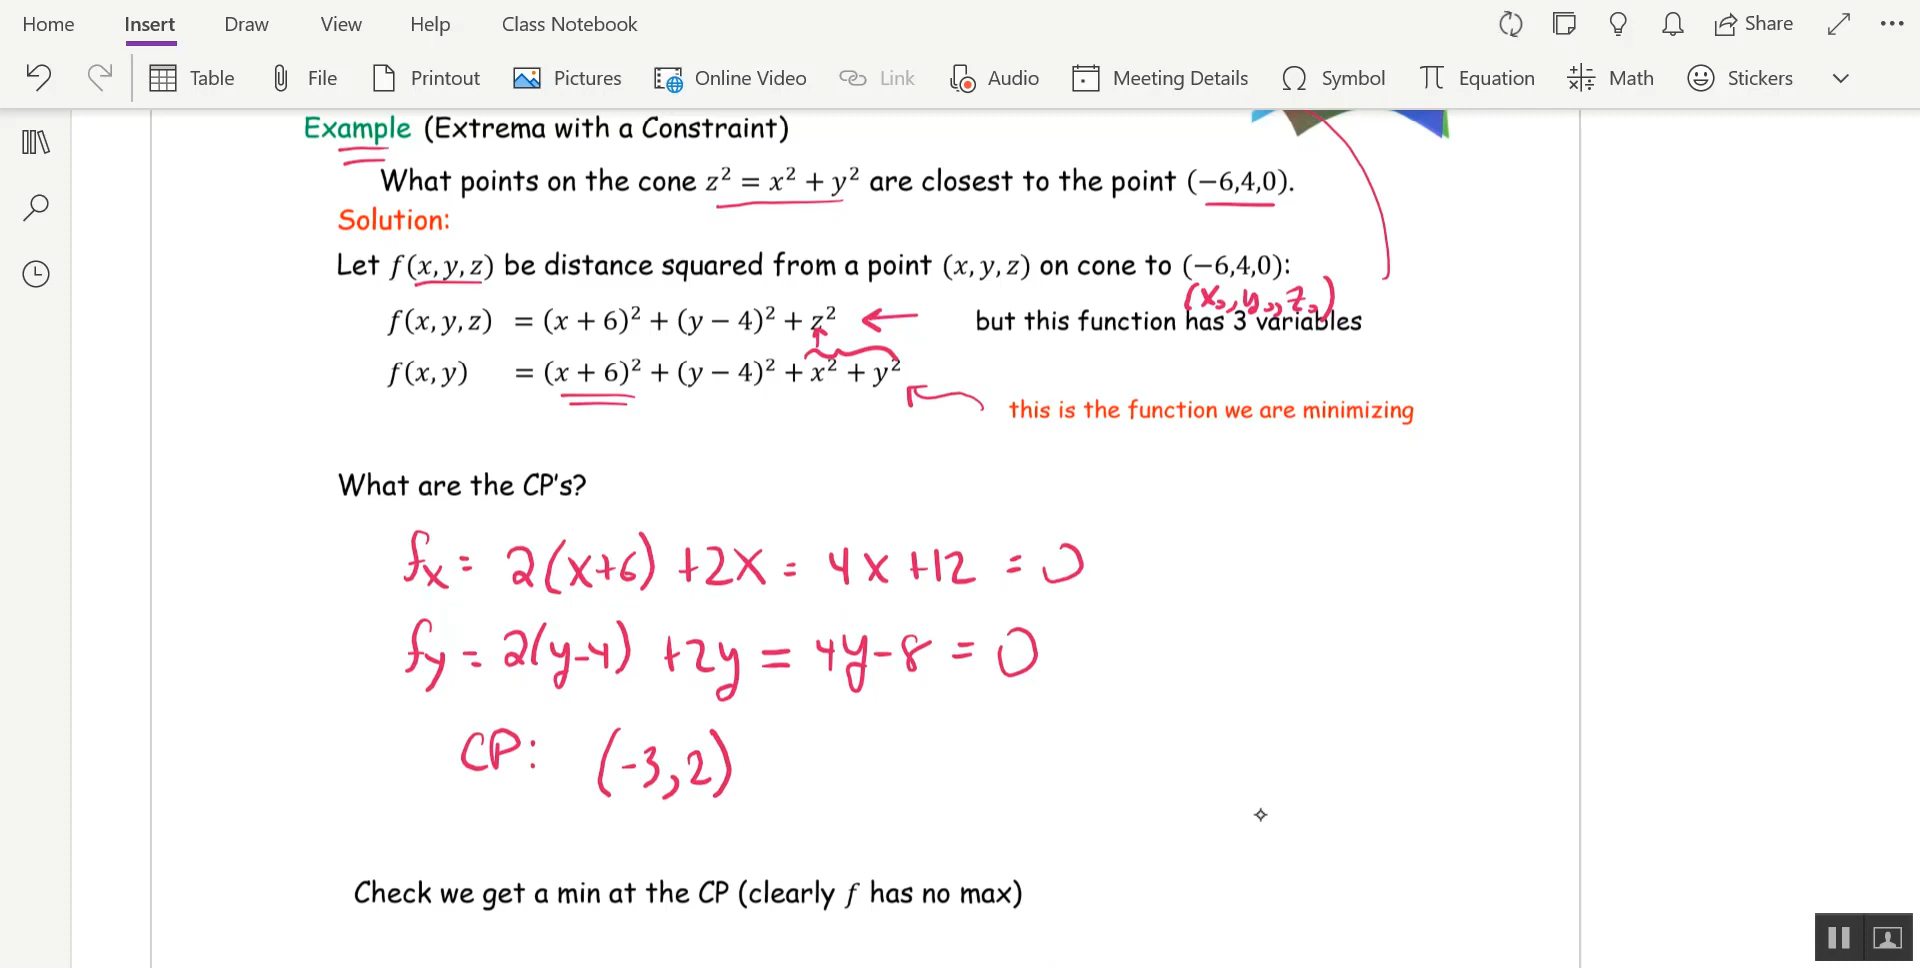 Home Insert Draw View Help Class Notebook Share
Table File Printout Pictures Online Video Link Audio Meeting Details Symbol Equation Math Stickers
Example (Extrema with a Constraint)
What points on the cone z² = x² + y² are closest to the point (−6,4,0).
Solution:
Let f(x, y, z) be distance squared from a point (x, y, z) on cone to (−6,4,0):
f(x, y, z) = (x + 6)² + (y − 4)² + z² but this function has 3 variables
f(x, y) = (x + 6)² + (y − 4)² + x² + y²
this is the function we are minimizing
What are the CP's?
fx = 2(x+6) +2x = 4x +12 = 0
fy = 2(y-4) +2y = 4y-8 = 0
CP: (-3,2)
Check we get a min at the CP (clearly f has no max)